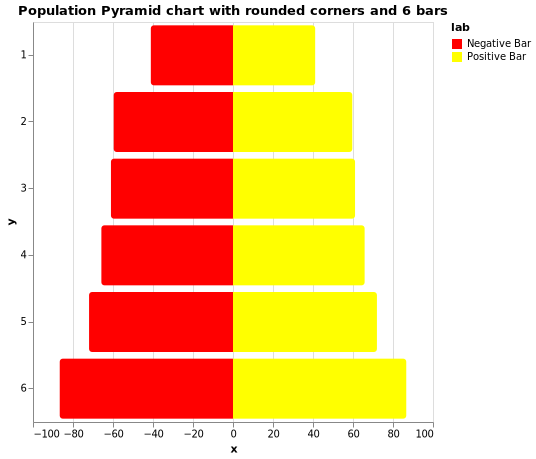 Population Pyramid chart with rounded corners and 6 bars
lab
Negative Bar
Positive Bar
1
2
3
4
5
6
y
−100 −80 −60 −40 −20 0 20 40 60 80 100
x